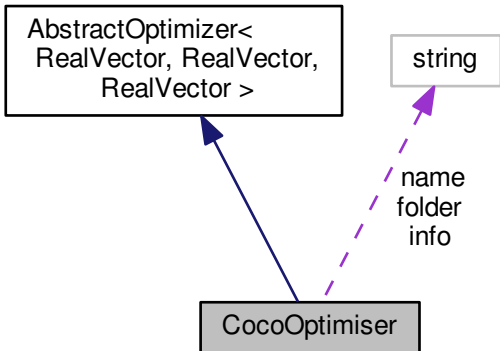 AbstractOptimizer<
RealVector, RealVector,
RealVector >
string
name
folder
info
CocoOptimiser